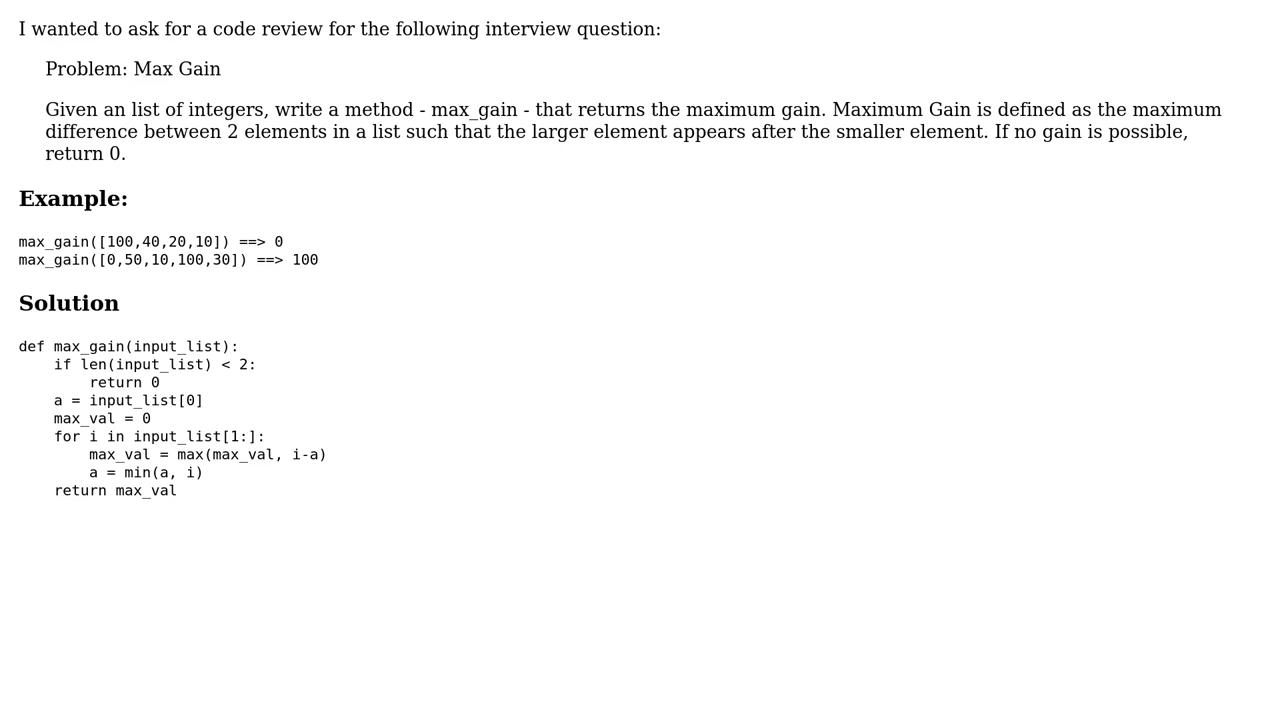 I wanted to ask for a code review for the following interview question:
Problem: Max Gain
Given an list of integers, write a method - max_gain - that returns the maximum gain. Maximum Gain is defined as the maximum
difference between 2 elements in a list such that the larger element appears after the smaller element. If no gain is possible,
return 0.
Example:
max_gain([100,40,20,10]) ==> 0
max_gain([0,50,10,100,30]) ==> 100
Solution
def max_gain(input_list):
    if len(input_list) < 2:
        return 0
    a = input_list[0]
    max_val = 0
    for i in input_list[1:]:
        max_val = max(max_val, i-a)
        a = min(a, i)
    return max_val